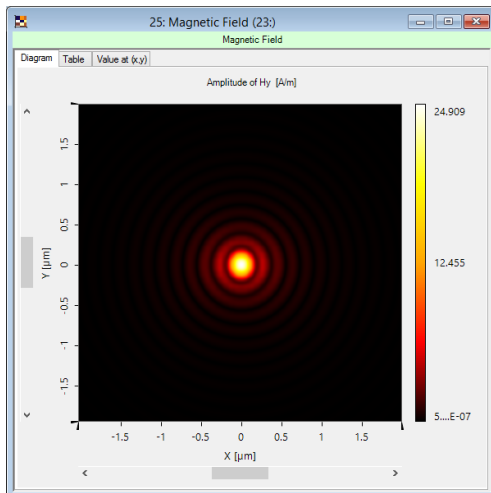 25: Magnetic Field (23:)
Magnetic Field
Diagram Table Value at (x,y)
Amplitude of Hy [A/m]
24.909
12.455
5....E-07
Y [µm]
1.5
1
0.5
0
-0.5
-1
-1.5
-1.5 -1 -0.5 0 0.5 1 1.5
X [µm]